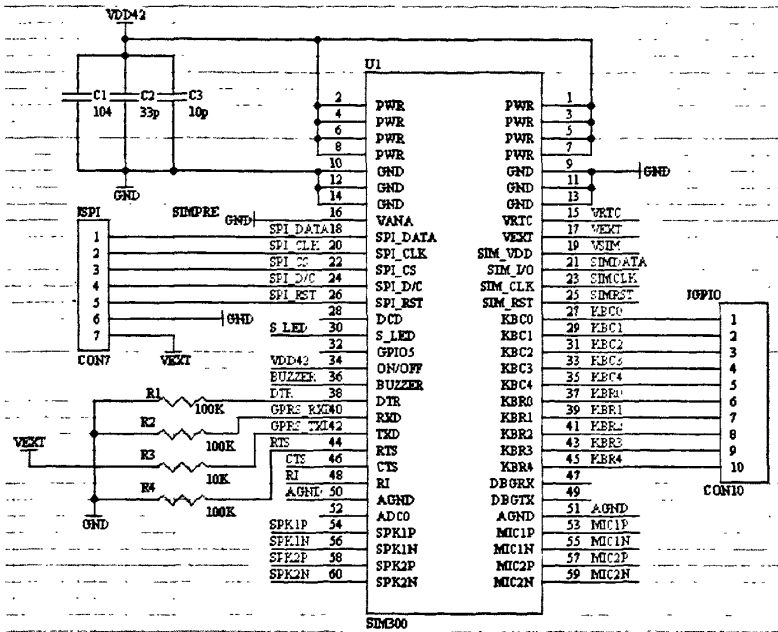 VDD42
U1
C1 C2 C3
104 33p 10p
2 PWR PWR 1
4 PWR PWR 3
6 PWR PWR 5
8 PWR PWR 7
10 GND GND 9 GND
12 GND GND 11
14 GND GND 13
GND
JSPI SIMPRE GND 16 VANA VRTC 15 VRTC
1 SPI_DATA 18 SPI_DATA VEXT 17 VEXT
2 SPI_CLK 20 SPI_CLK SIM_VDD 19 VSIM
3 SPI_CS 22 SPI_CS SIM_I/O 21 SIMDATA
4 SPI_D/C 24 SPI_D/C SIM_CLK 23 SIMCLK
5 SPI_RST 26 SPI_RST SIM_RST 25 SIMRST
JGPIO
6 GND 28 DCD KBC0 27 KBC0 1
7 S_LED 30 S_LED KBC1 29 KBC1 2
CON7 VEXT 32 GPIO5 KBC2 31 KBC2 3
VDD42 34 ON/OFF KBC3 33 KBC3 4
BUZZER 36 BUZZER KBC4 35 KBC4 5
R1 100K DTR 38 DTR KBR0 37 KBR0 6
GPRS_RXD 40 RXD KBR1 39 KBR1 7
R2 100K GPRS_TXD 42 TXD KBR2 41 KBR2 8
VEXT R3 10K RTS 44 RTS KBR3 43 KBR3 9
CTS 46 CTS KBR4 45 KBR4 10
R4 100K RI 48 RI DBGRX 47 CON10
AGND 50 AGND DBGTX 49
GND 52 ADC0 AGND 51 AGND
SPK1P 54 SPK1P MIC1P 53 MIC1P
SPK1N 56 SPK1N MIC1N 55 MIC1N
SPK2P 58 SPK2P MIC2P 57 MIC2P
SPK2N 60 SPK2N MIC2N 59 MIC2N
SIM300